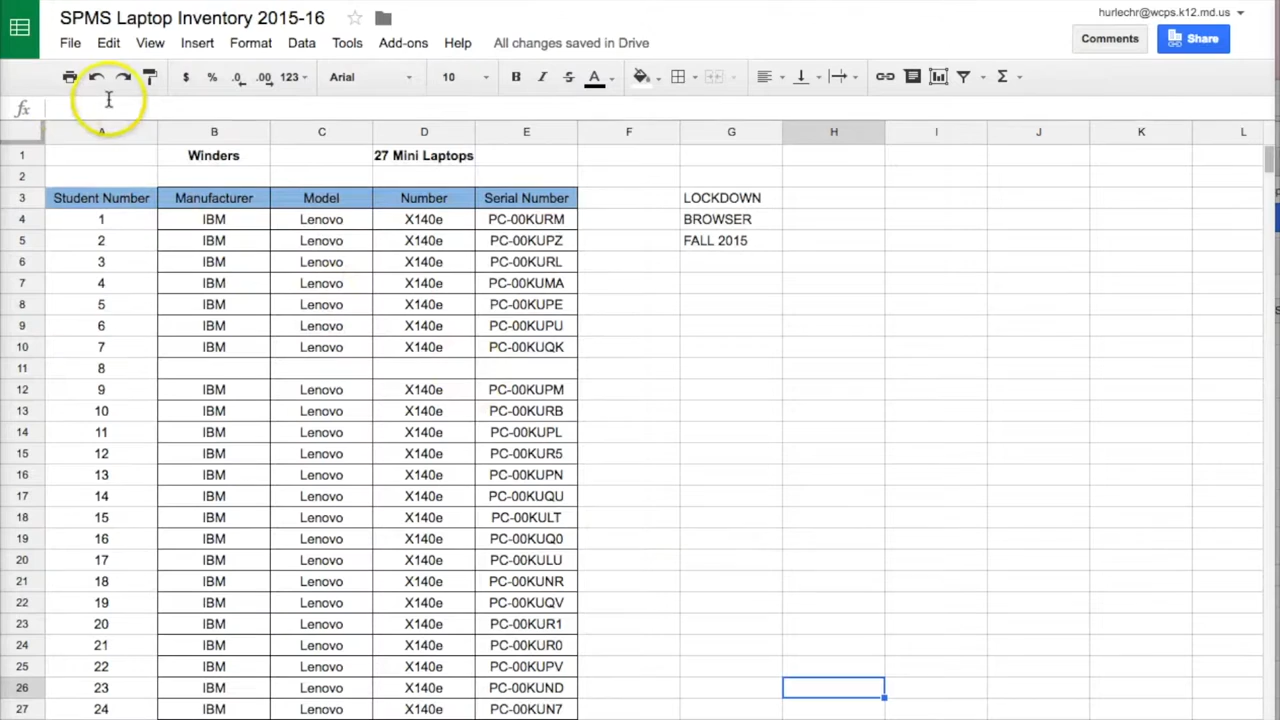 SPMS Laptop Inventory 2015-16
hurlechr@wcps.k12.md.us
File Edit View Insert Format Data Tools Add-ons Help All changes saved in Drive
Comments Share
$ % .0 .00 123 Arial 10 B I S A Σ
fx
A B C D E F G H I J K L
1 Winders 27 Mini Laptops
2
3 Student Number Manufacturer Model Number Serial Number LOCKDOWN
4 1 IBM Lenovo X140e PC-00KURM BROWSER
5 2 IBM Lenovo X140e PC-00KUPZ FALL 2015
6 3 IBM Lenovo X140e PC-00KURL
7 4 IBM Lenovo X140e PC-00KUMA
8 5 IBM Lenovo X140e PC-00KUPE
9 6 IBM Lenovo X140e PC-00KUPU
10 7 IBM Lenovo X140e PC-00KUQK
11 8
12 9 IBM Lenovo X140e PC-00KUPM
13 10 IBM Lenovo X140e PC-00KURB
14 11 IBM Lenovo X140e PC-00KUPL
15 12 IBM Lenovo X140e PC-00KUR5
16 13 IBM Lenovo X140e PC-00KUPN
17 14 IBM Lenovo X140e PC-00KUQU
18 15 IBM Lenovo X140e PC-00KULT
19 16 IBM Lenovo X140e PC-00KUQ0
20 17 IBM Lenovo X140e PC-00KULU
21 18 IBM Lenovo X140e PC-00KUNR
22 19 IBM Lenovo X140e PC-00KUQV
23 20 IBM Lenovo X140e PC-00KUR1
24 21 IBM Lenovo X140e PC-00KUR0
25 22 IBM Lenovo X140e PC-00KUPV
26 23 IBM Lenovo X140e PC-00KUND
27 24 IBM Lenovo X140e PC-00KUN7